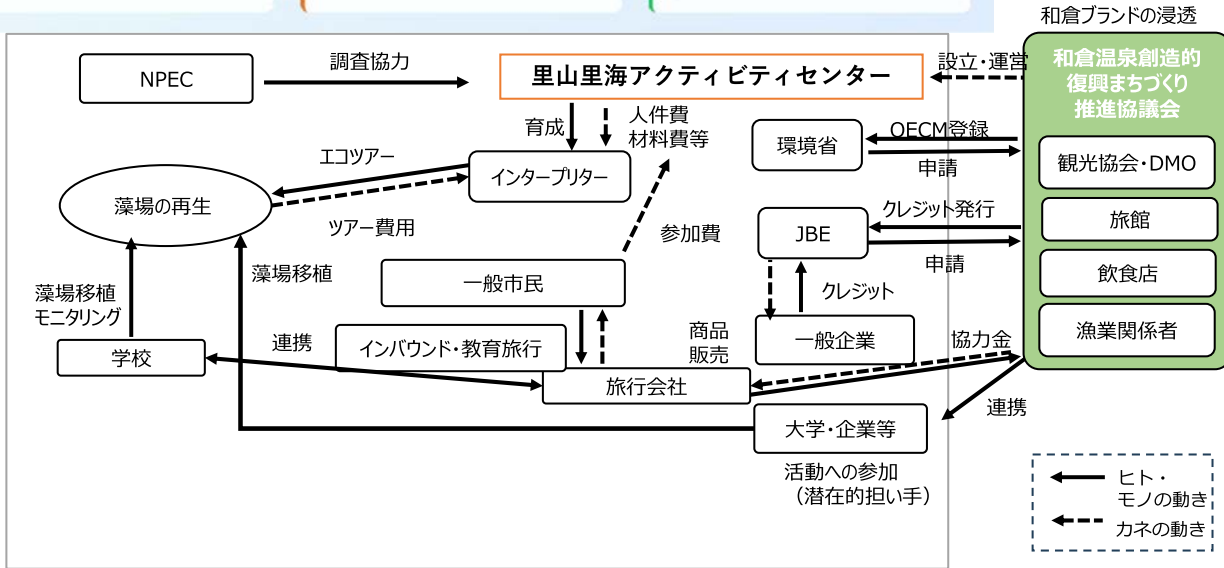 和倉ブランドの浸透
NPEC
調査協力
里山里海アクティビティセンター
設立・運営
和倉温泉創造的
復興まちづくり
推進協議会
育成
人件費
材料費等
環境省
OECM登録
申請
観光協会・DMO
エコツアー
インタープリター
藻場の再生
ツアー費用
参加費
JBE
クレジット発行
申請
旅館
藻場移植
一般市民
クレジット
飲食店
藻場移植
モニタリング
学校
連携
インバウンド・教育旅行
商品
販売
一般企業
協力金
漁業関係者
旅行会社
大学・企業等
連携
活動への参加
（潜在的担い手）
ヒト・
モノの動き
カネの動き